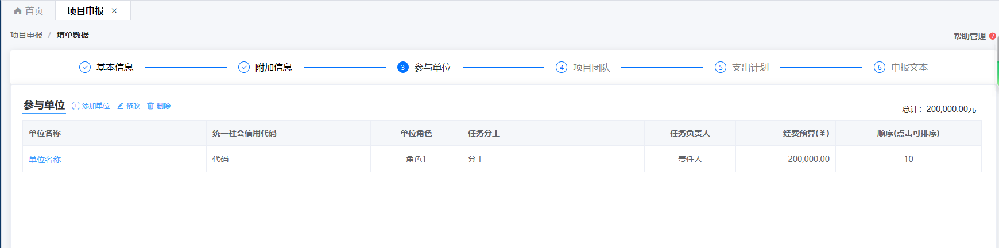 首页 项目申报 ×
项目申报 / 填单数据 帮助管理 ?
基本信息 附加信息 3 参与单位 4 项目团队 5 支出计划 6 申报文本
参与单位 添加单位 修改 删除 总计：200,000.00元
单位名称 统一社会信用代码 单位角色 任务分工 任务负责人 经费预算(￥) 顺序(点击可排序)
单位名称 代码 角色1 分工 责任人 200,000.00 10